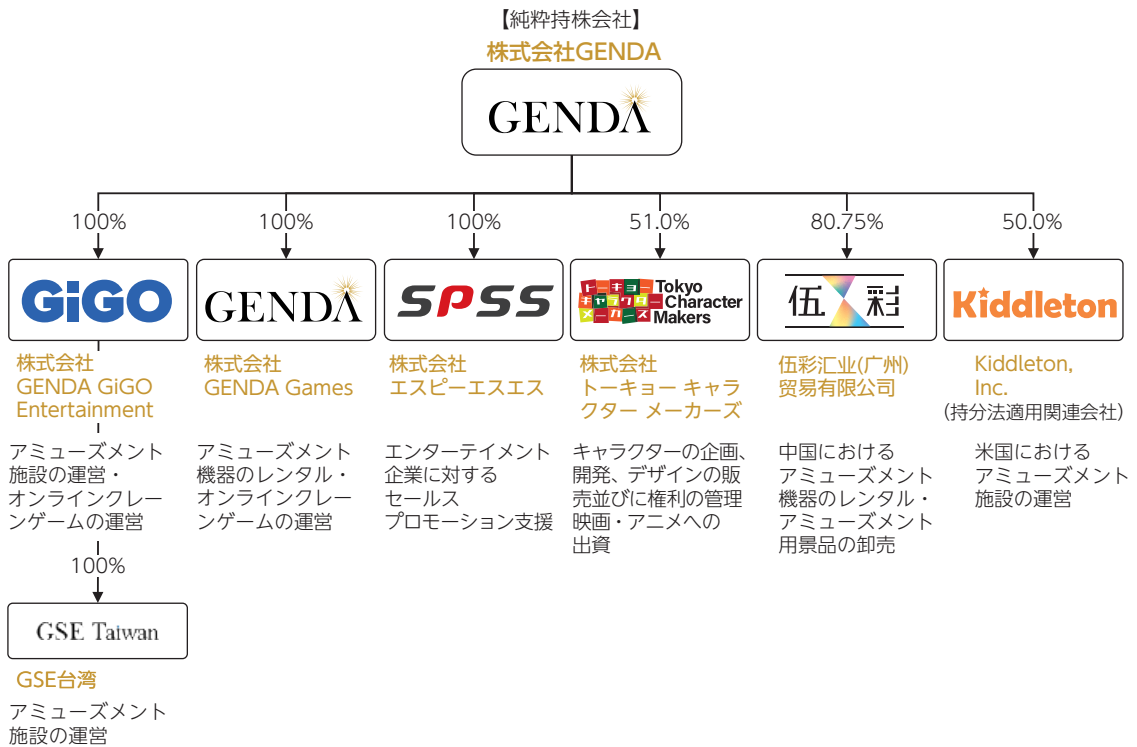 【純粋持株会社】
株式会社GENDA
GENDA
100%
100%
100%
51.0%
80.75%
50.0%
GiGO
株式会社
GENDA GiGO
Entertainment
アミューズメント
施設の運営・
オンラインクレー
ンゲームの運営
GENDA
株式会社
GENDA Games
アミューズメント
機器のレンタル・
オンラインクレー
ンゲームの運営
SPSS
株式会社
エスピーエスエス
エンターテイメント
企業に対する
セールス
プロモーション支援
トーキョー
キャラクター
メーカーズ
Tokyo
Character
Makers
株式会社
トーキョー キャラ
クター メーカーズ
キャラクターの企画、
開発、デザインの販
売並びに権利の管理
映画・アニメへの
出資
伍彩
伍彩汇业(广州)
贸易有限公司
中国における
アミューズメント
機器のレンタル・
アミューズメント
用景品の卸売
Kiddleton
Kiddleton,
Inc.
(持分法適用関連会社)
米国における
アミューズメント
施設の運営
100%
GSE Taiwan
GSE台湾
アミューズメント
施設の運営